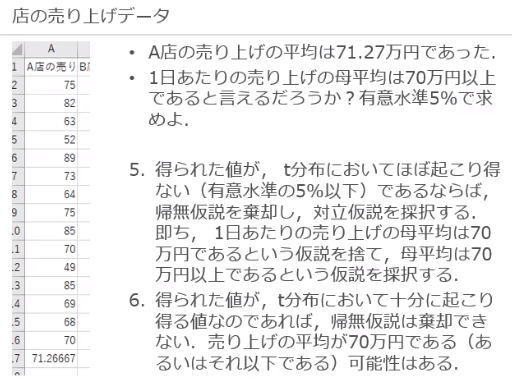 店の売り上げデータ
A
1 A店の売り
2 75
3 82
4 63
5 52
6 89
7 73
8 64
9 75
.0 85
.1 70
.2 49
.3 85
.4 69
.5 68
.6 70
.7 71.26667
• A店の売り上げの平均は71.27万円であった.
• 1日あたりの売り上げの母平均は70万円以上
であると言えるだろうか？有意水準5%で求
めよ.
5. 得られた値が， t分布においてほぼ起こり得
ない（有意水準の5%以下）であるならば，
帰無仮説を棄却し，対立仮説を採択する.
即ち， 1日あたりの売り上げの母平均は70
万円であるという仮説を捨て，母平均は70
万円以上であるという仮説を採択する.
6. 得られた値が，t分布において十分に起こり
得る値なのであれば，帰無仮説は棄却でき
ない. 売り上げの平均が70万円である（あ
るいはそれ以下である）可能性はある.